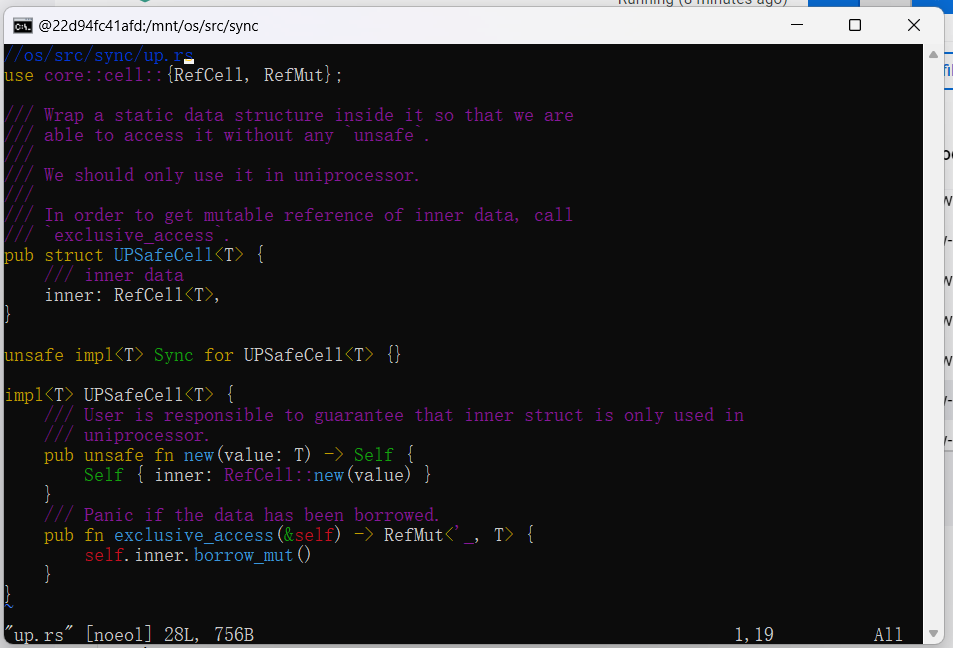 Running (8 minutes ago)
@22d94fc41afd:/mnt/os/src/sync
//os/src/sync/up.rs
use core::cell::{RefCell, RefMut};
/// Wrap a static data structure inside it so that we are
/// able to access it without any `unsafe`.
///
/// We should only use it in uniprocessor.
///
/// In order to get mutable reference of inner data, call
/// `exclusive_access`.
pub struct UPSafeCell<T> {
    /// inner data
    inner: RefCell<T>,
}
unsafe impl<T> Sync for UPSafeCell<T> {}
impl<T> UPSafeCell<T> {
    /// User is responsible to guarantee that inner struct is only used in
    /// uniprocessor.
    pub unsafe fn new(value: T) -> Self {
        Self { inner: RefCell::new(value) }
    }
    /// Panic if the data has been borrowed.
    pub fn exclusive_access(&self) -> RefMut<'_, T> {
        self.inner.borrow_mut()
    }
}
~
"up.rs" [noeol] 28L, 756B 1,19 All